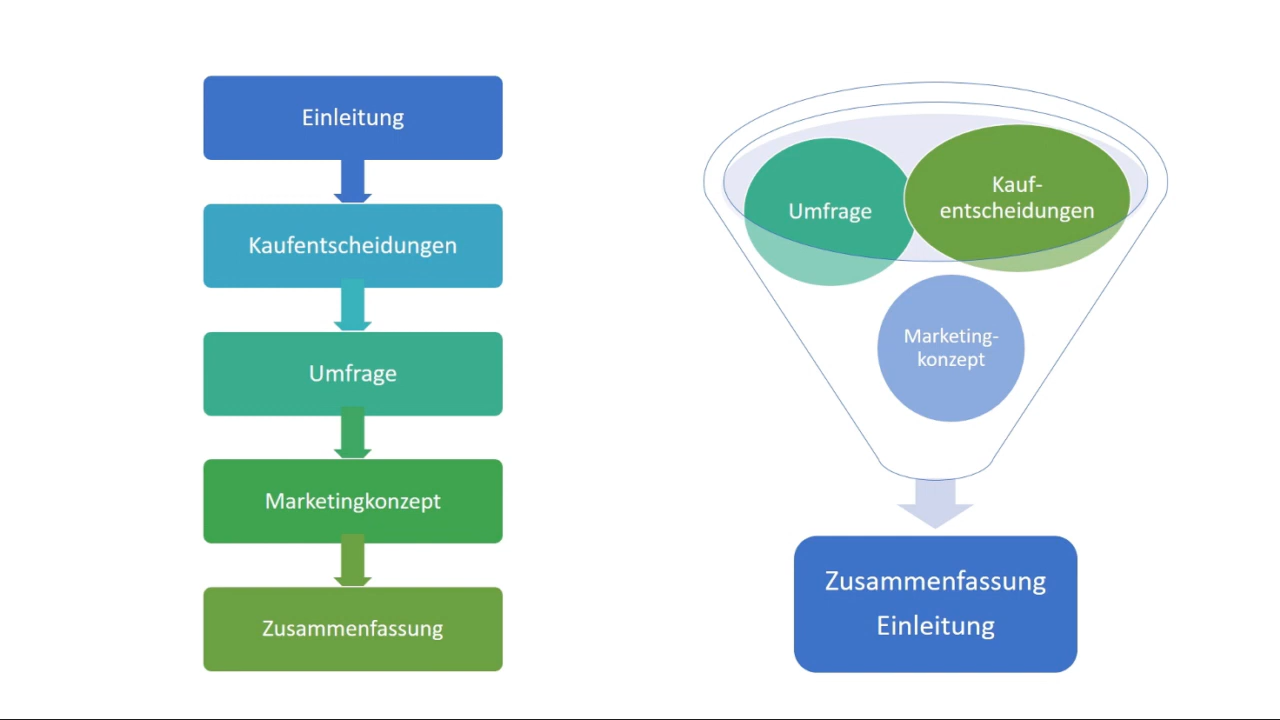 Einleitung
Kaufentscheidungen
Umfrage
Marketingkonzept
Zusammenfassung
Umfrage
Kauf-
entscheidungen
Marketing-
konzept
Zusammenfassung
Einleitung